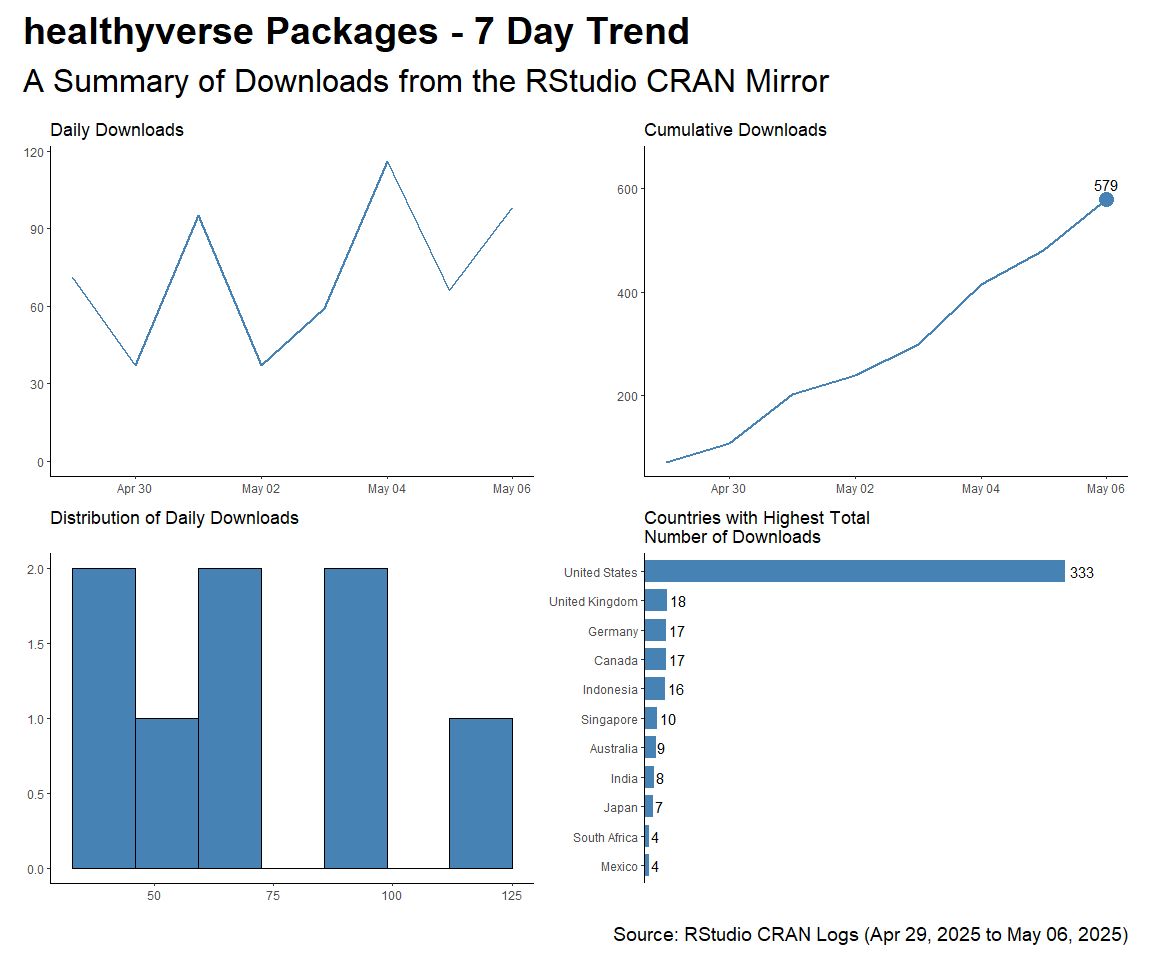 healthyverse Packages - 7 Day Trend
A Summary of Downloads from the RStudio CRAN Mirror
Daily Downloads
120
90
60
30
0
Apr 30
May 02
May 04
May 06
Cumulative Downloads
600
400
200
579
Apr 30
May 02
May 04
May 06
Distribution of Daily Downloads
2.0
1.5
1.0
0.5
0.0
50
75
100
125
Countries with Highest Total
Number of Downloads
United States 333
United Kingdom 18
Germany 17
Canada 17
Indonesia 16
Singapore 10
Australia 9
India 8
Japan 7
South Africa 4
Mexico 4
Source: RStudio CRAN Logs (Apr 29, 2025 to May 06, 2025)